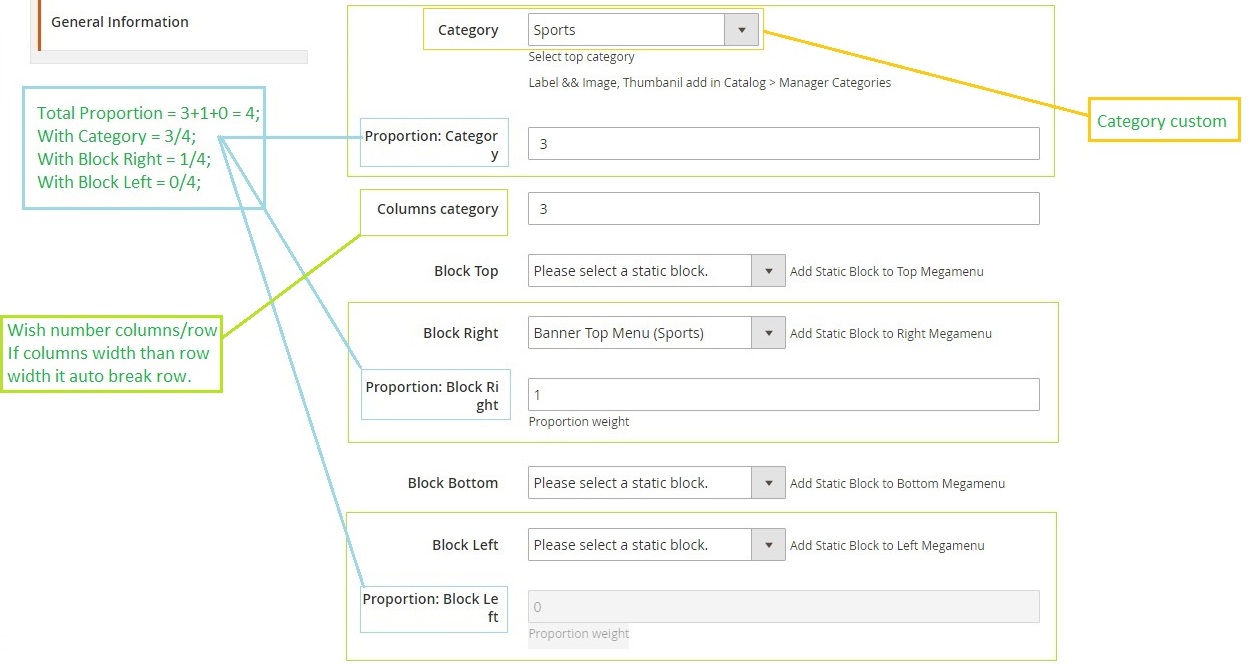 General Information
Category
Sports
Select top category
Label && Image, Thumbanil add in Catalog > Manager Categories
Category custom
Total Proportion = 3+1+0 = 4;
With Category = 3/4;
With Block Right = 1/4;
With Block Left = 0/4;
Proportion: Categor
y
3
Columns category
3
Block Top
Please select a static block.
Add Static Block to Top Megamenu
Wish number columns/row
If columns width than row
width it auto break row.
Block Right
Banner Top Menu (Sports)
Add Static Block to Right Megamenu
Proportion: Block Ri
ght
1
Proportion weight
Block Bottom
Please select a static block.
Add Static Block to Bottom Megamenu
Block Left
Please select a static block.
Add Static Block to Left Megamenu
Proportion: Block Le
ft
0
Proportion weight